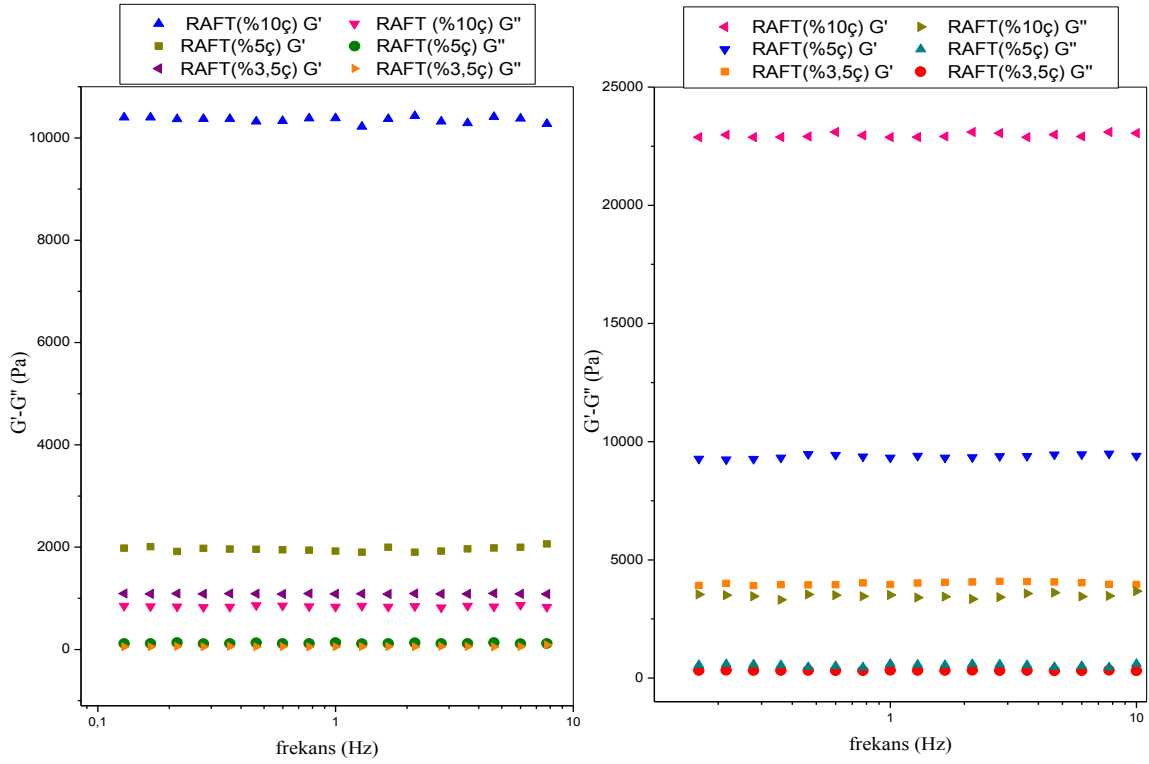 RAFT(%10ç) G' RAFT (%10ç) G"
RAFT(%5ç) G' RAFT(%5ç) G"
RAFT(%3,5ç) G' RAFT(%3,5ç) G"
10000
8000
6000
4000
2000
0
G'-G" (Pa)
0,1 1 10
frekans (Hz)
RAFT(%10ç) G' RAFT(%10ç) G"
RAFT(%5ç) G' RAFT(%5ç) G"
RAFT(%3,5ç) G' RAFT(%3,5ç) G"
25000
20000
15000
10000
5000
0
G'-G" (Pa)
1 10
frekans (Hz)